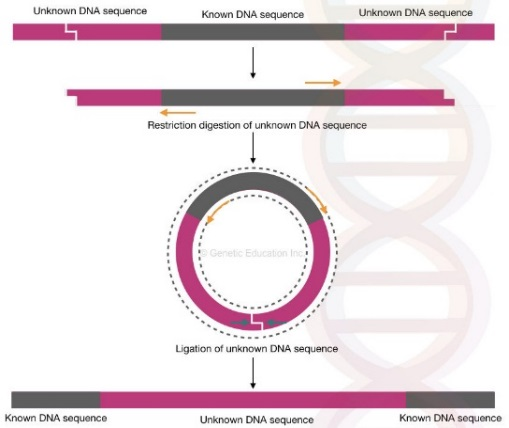 Unknown DNA sequence
Known DNA sequence
Unknown DNA sequence
Restriction digestion of unknown DNA sequence
© Genetic Education Inc.
Ligation of unknown DNA sequence
Known DNA sequence
Unknown DNA sequence
Known DNA sequence